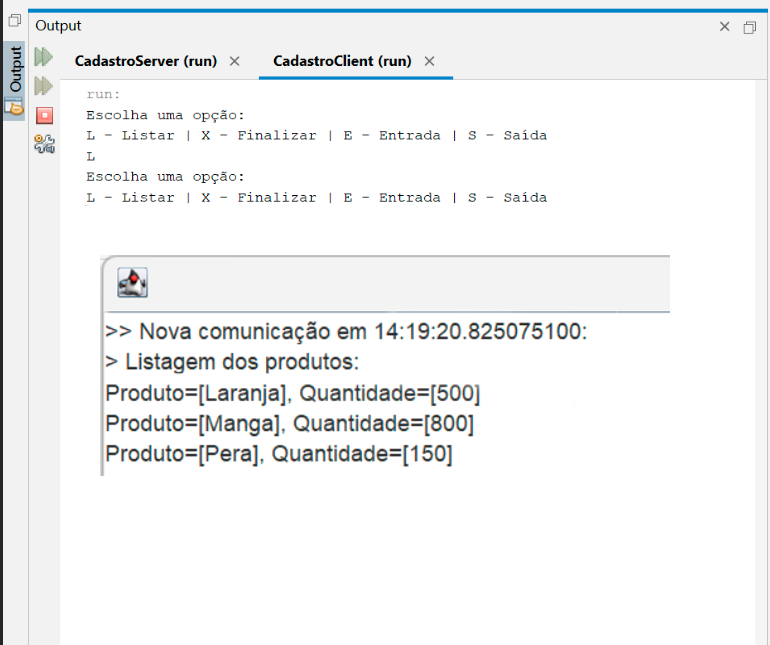 Output
Output
CadastroServer (run)
CadastroClient (run)
run:
Escolha uma opção:
L - Listar | X - Finalizar | E - Entrada | S - Saída
L
Escolha uma opção:
L - Listar | X - Finalizar | E - Entrada | S - Saída
>> Nova comunicação em 14:19:20.825075100:
> Listagem dos produtos:
Produto=[Laranja], Quantidade=[500]
Produto=[Manga], Quantidade=[800]
Produto=[Pera], Quantidade=[150]